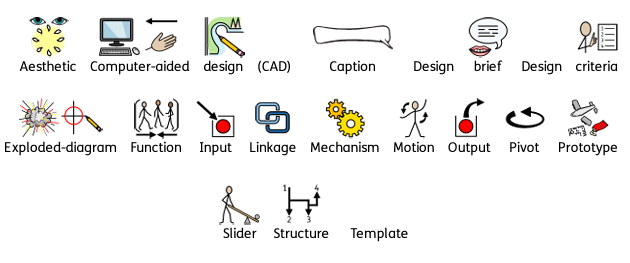 Aesthetic Computer-aided design (CAD) Caption Design brief Design criteria
Exploded-diagram Function Input Linkage Mechanism Motion Output Pivot Prototype
Slider Structure Template